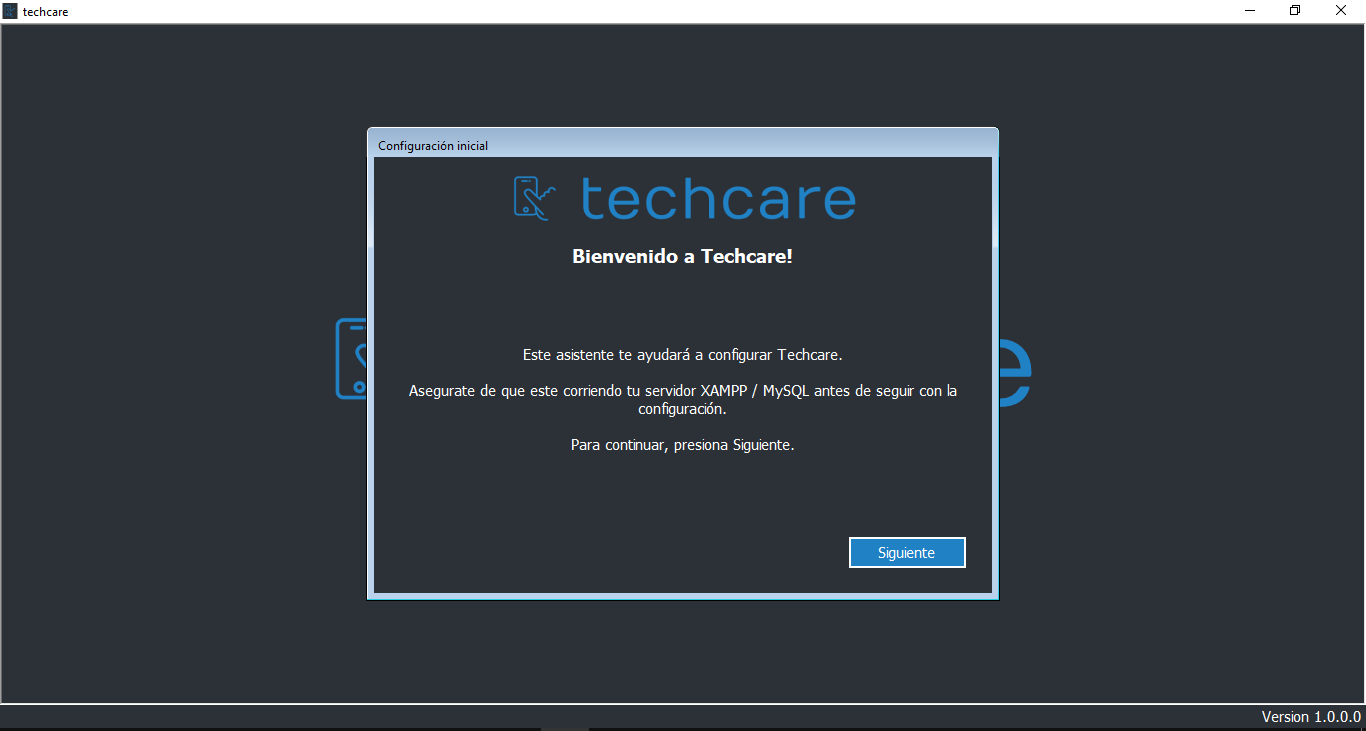 techcare
Configuración inicial
techcare
Bienvenido a Techcare!
Este asistente te ayudará a configurar Techcare.
Asegurate de que este corriendo tu servidor XAMPP / MySQL antes de seguir con la
configuración.
Para continuar, presiona Siguiente.
e
Siguiente
Version 1.0.0.0